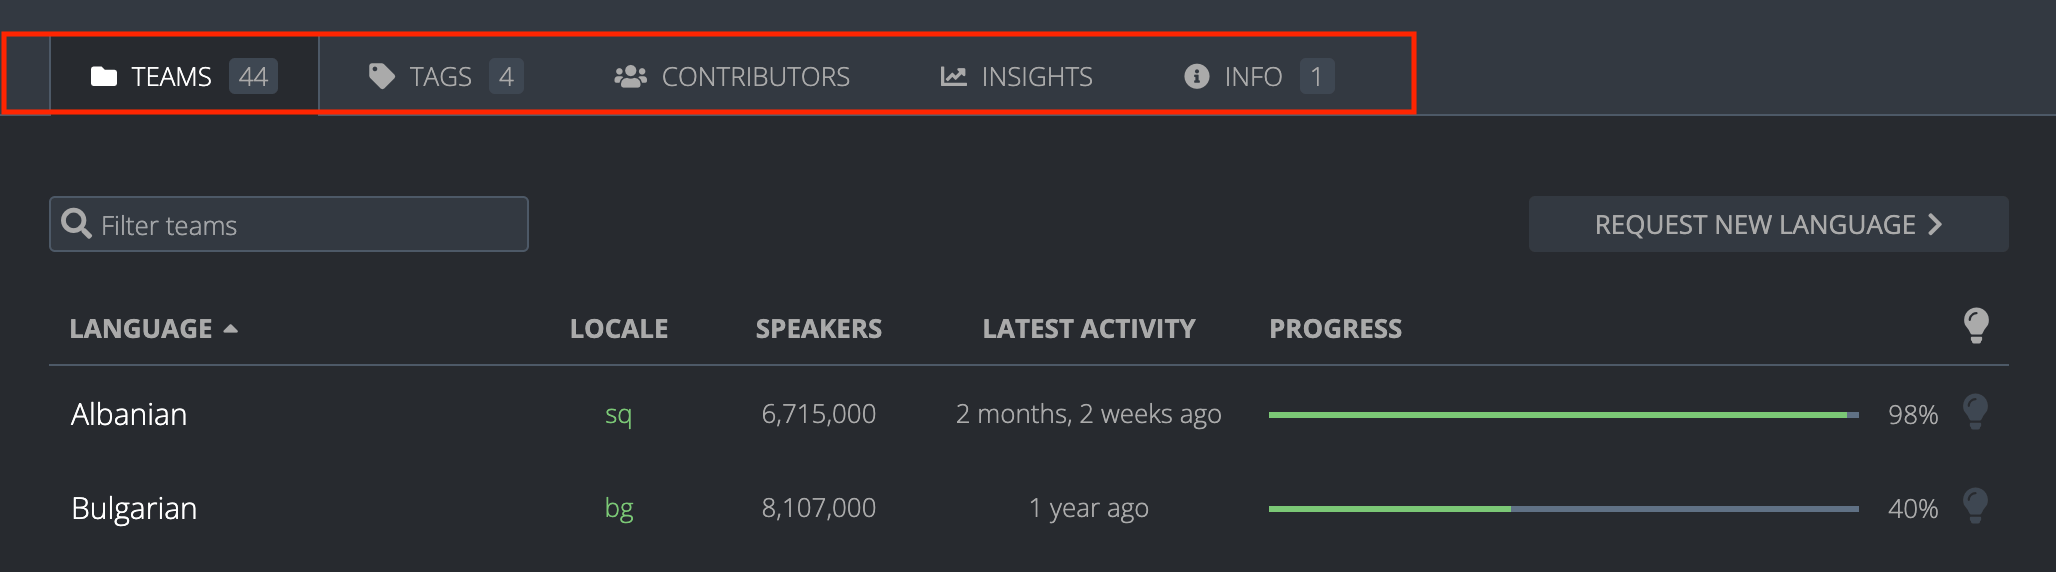 TEAMS 44 TAGS 4 CONTRIBUTORS INSIGHTS INFO 1
Filter teams REQUEST NEW LANGUAGE
LANGUAGE LOCALE SPEAKERS LATEST ACTIVITY PROGRESS
Albanian sq 6,715,000 2 months, 2 weeks ago 98%
Bulgarian bg 8,107,000 1 year ago 40%